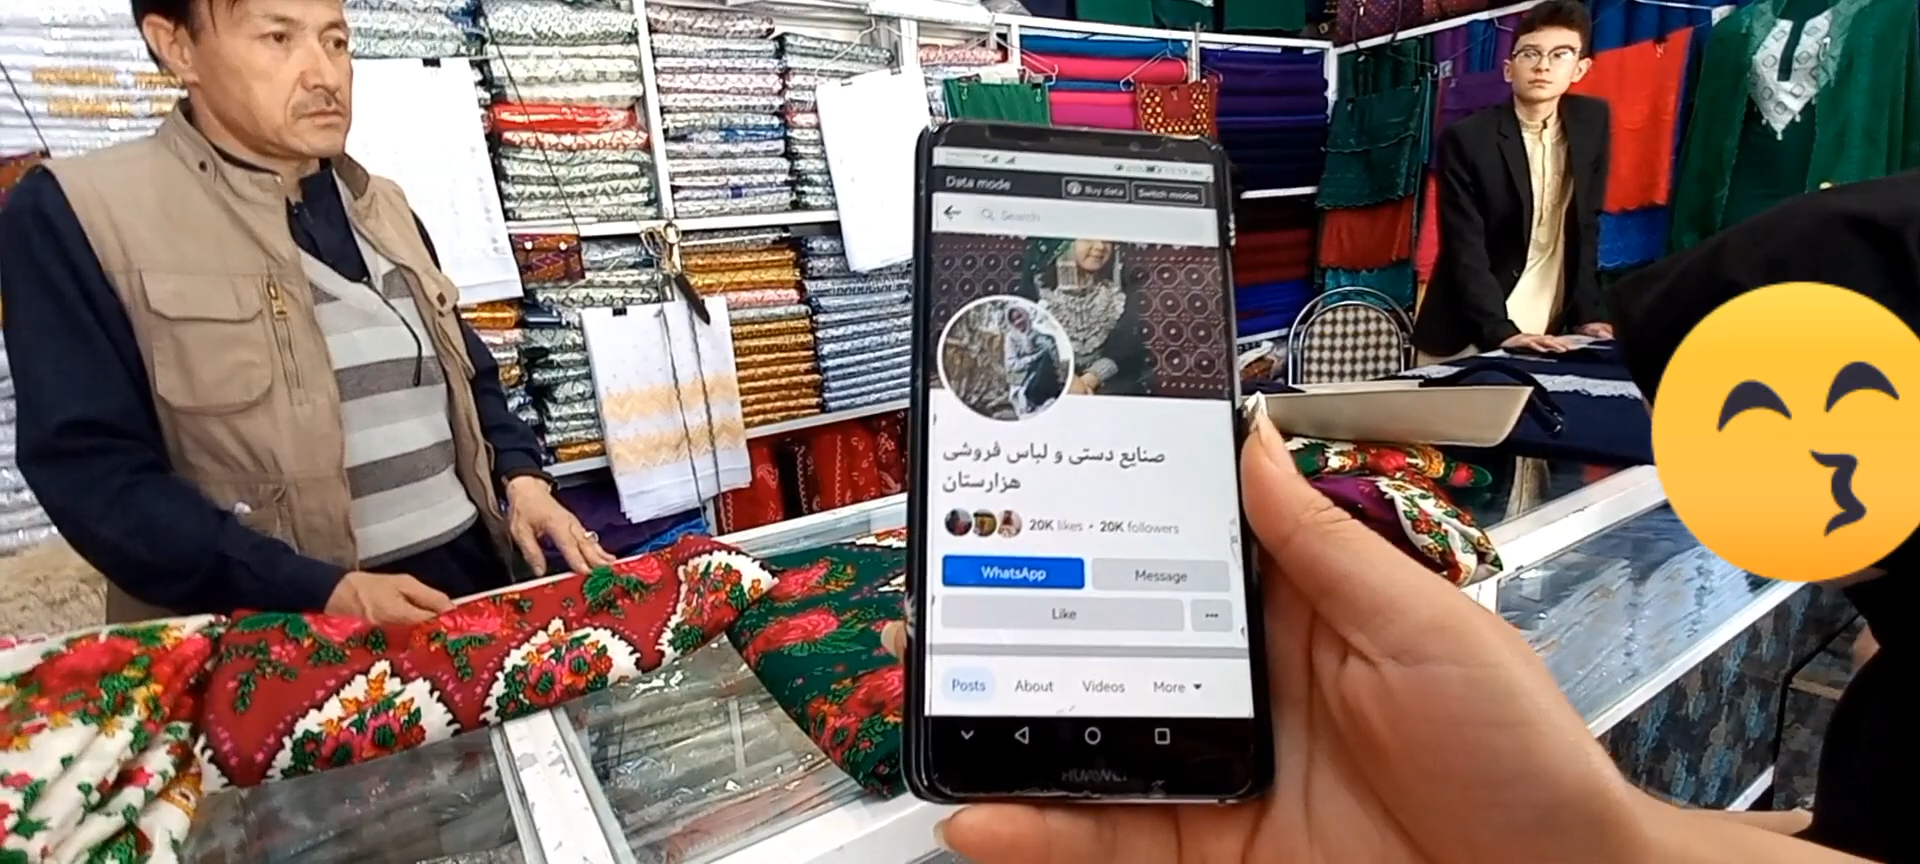 Data mode
Buy data
Switch modes
Search
صنایع دستی و لباس فروشی
هزارستان
20K likes • 20K followers
WhatsApp
Message
Like
Posts
About
Videos
More
HUAWEI